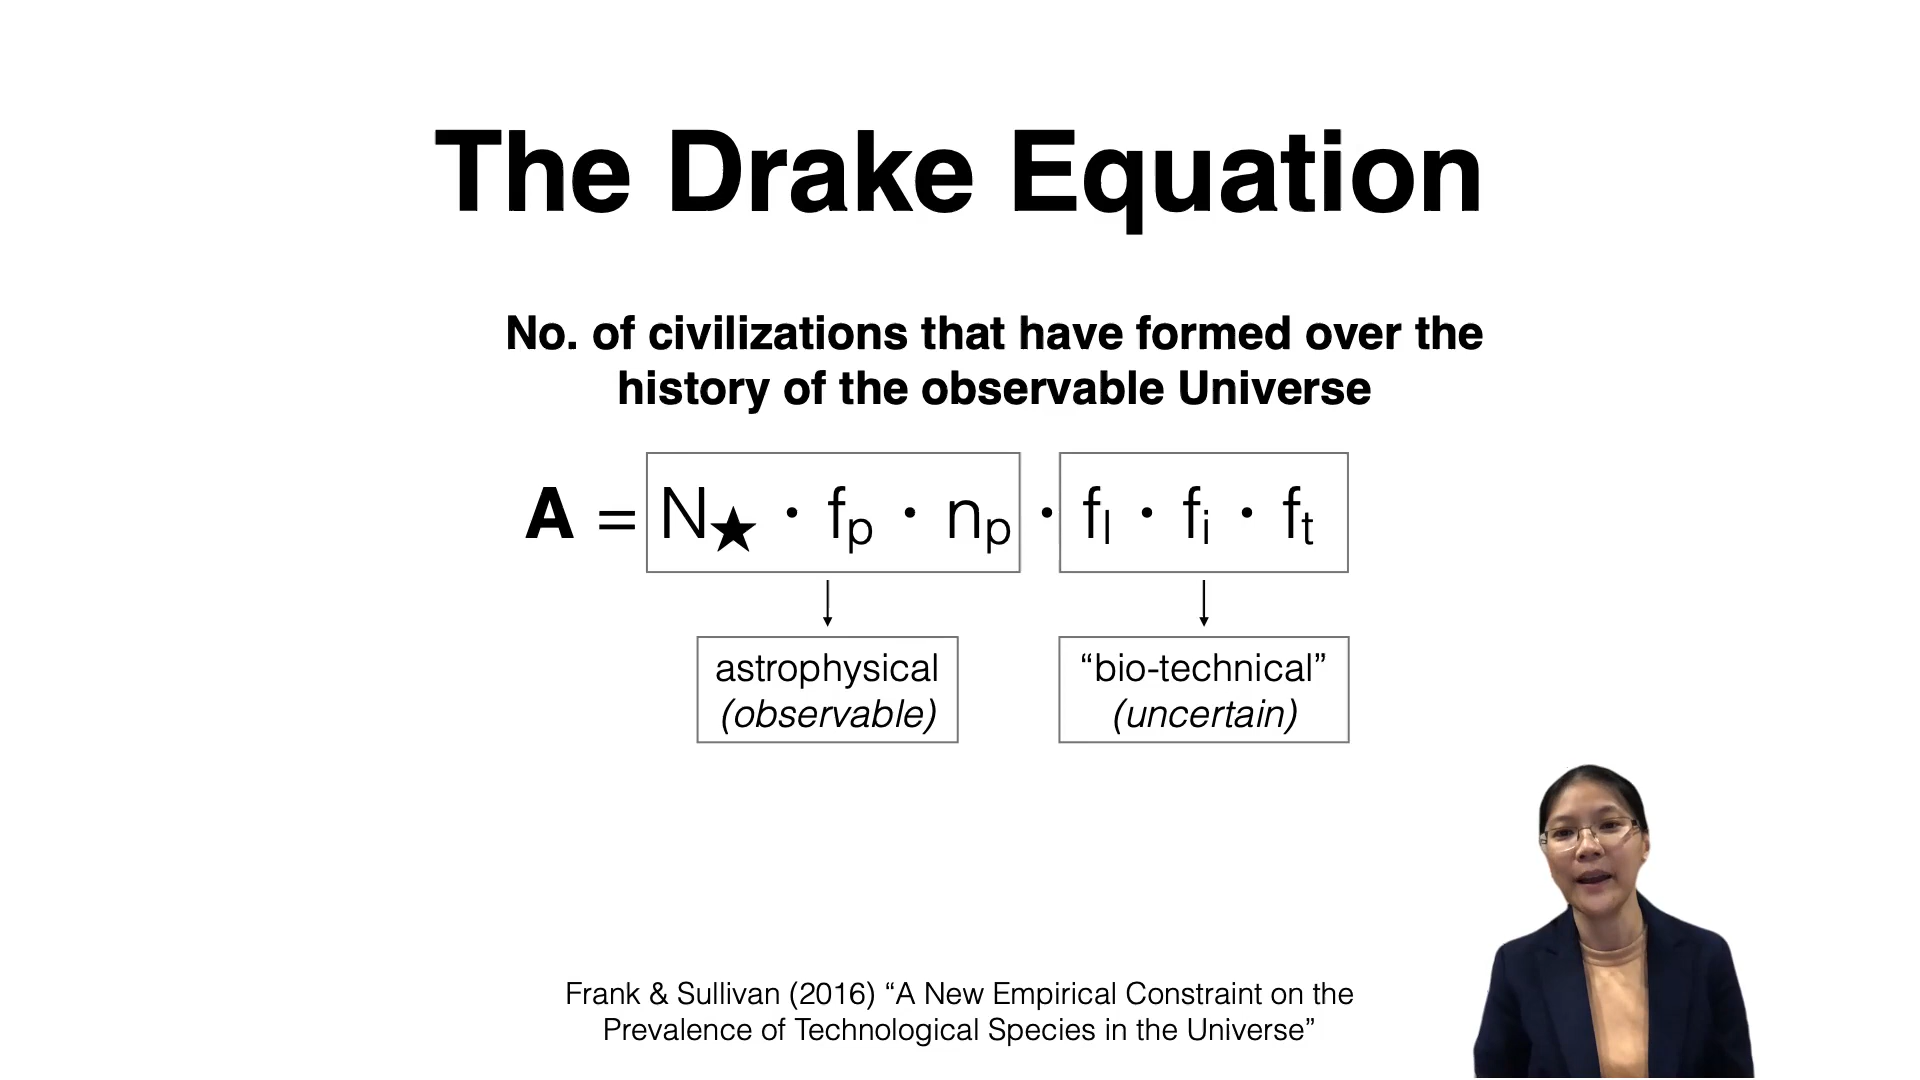 The Drake Equation
No. of civilizations that have formed over the
history of the observable Universe
A = N★ · fp · np · fl · fi · ft
astrophysical
(observable)
“bio-technical”
(uncertain)
Frank & Sullivan (2016) “A New Empirical Constraint on the
Prevalence of Technological Species in the Universe”